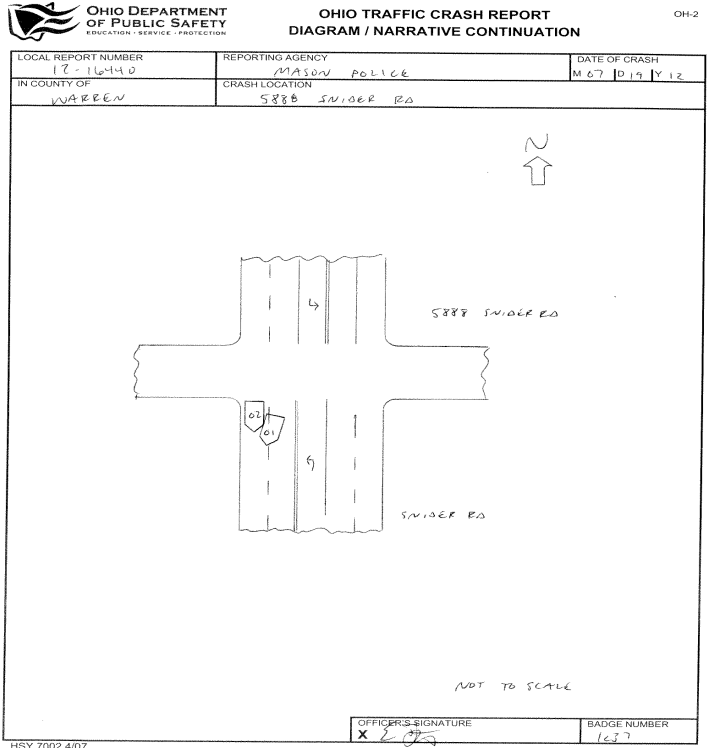 OHIO DEPARTMENT
OF PUBLIC SAFETY
EDUCATION · SERVICE · PROTECTION
OHIO TRAFFIC CRASH REPORT
DIAGRAM / NARRATIVE CONTINUATION
OH-2
LOCAL REPORT NUMBER
12-16440
REPORTING AGENCY
MASON POLICE
DATE OF CRASH
M 07 D 19 Y 12
IN COUNTY OF
WARREN
CRASH LOCATION
5888 SNIDER RD
N
5888 SNIDER RD
02
01
SNIDER RD
NOT TO SCALE
OFFICER'S SIGNATURE
X
BADGE NUMBER
1637
HSY 7002 4/07